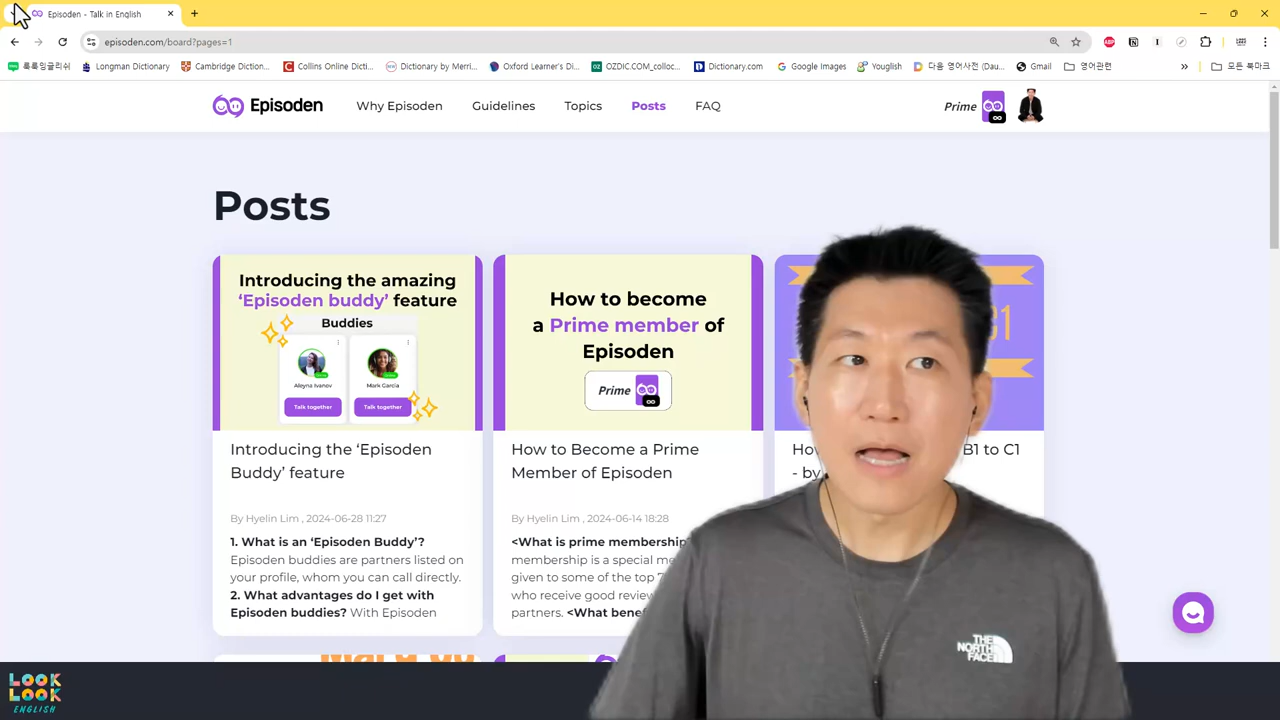 Episoden - Talk in English
episoden.com/board?pages=1
룩룩잉글리쉬
Longman Dictionary
Cambridge Diction...
Collins Online Dicti...
Dictionary by Merri...
Oxford Learner's Di...
OZDIC.COM_colloc...
Dictionary.com
Google Images
Youglish
다음 영어사전 (Dau...
Gmail
영어관련
모든 북마크
Episoden
Why Episoden
Guidelines
Topics
Posts
FAQ
Prime
Posts
Introducing the amazing
‘Episoden buddy’ feature
Buddies
Aleyna Ivanov
Mark Garcia
Talk together
Talk together
Introducing the ‘Episoden
Buddy’ feature
By Hyelin Lim , 2024-06-28 11:27
1. What is an ‘Episoden Buddy’?
Episoden buddies are partners listed on
your profile, whom you can call directly.
2. What advantages do I get with
Episoden buddies? With Episoden
How to become
a Prime member of
Episoden
Prime
How to Become a Prime
Member of Episoden
By Hyelin Lim , 2024-06-14 18:28
<What is prime membership
membership is a special
given to some of the top
who receive good
partners. <What
C1
B1 to C1
- by
THE
NORTH
FACE
LOOK
LOOK
ENGLISH